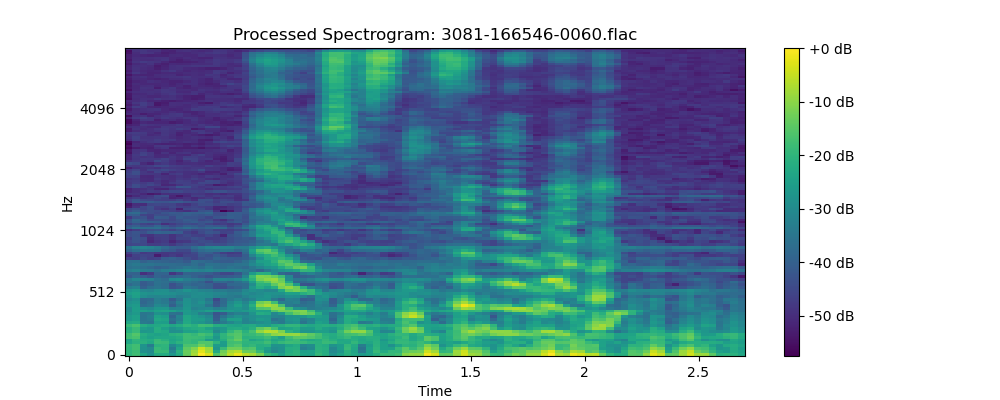 Processed Spectrogram: 3081-166546-0060.flac
+0 dB
-10 dB
-20 dB
-30 dB
-40 dB
-50 dB
4096
2048
1024
512
0
Hz
0
0.5
1
1.5
2
2.5
Time